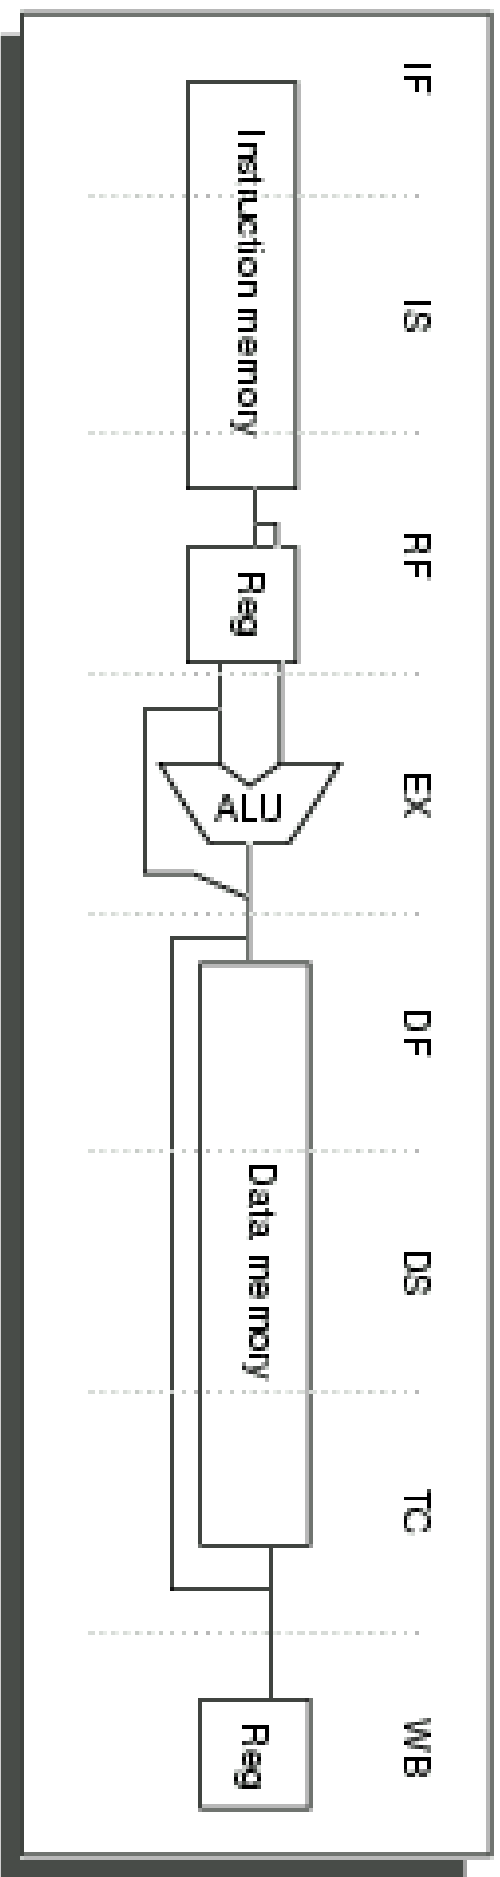 IF
IS
RF
EX
DF
DS
TC
WB
Instruction memory
Reg
ALU
Data memory
Reg